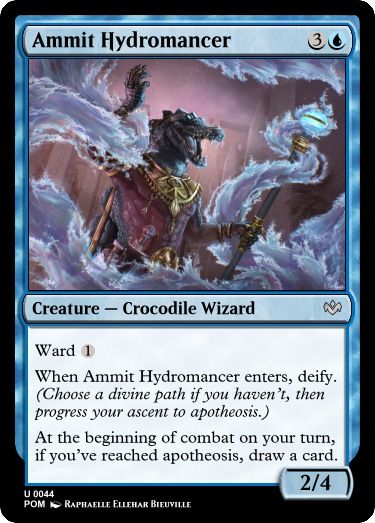 Ammit Hydromancer 3
Creature — Crocodile Wizard
Ward 1
When Ammit Hydromancer enters, deify.
(Choose a divine path if you haven't, then
progress your ascent to apotheosis.)
At the beginning of combat on your turn,
if you've reached apotheosis, draw a card.
2/4
U 0044
POM Raphaelle Ellehar Bieuville